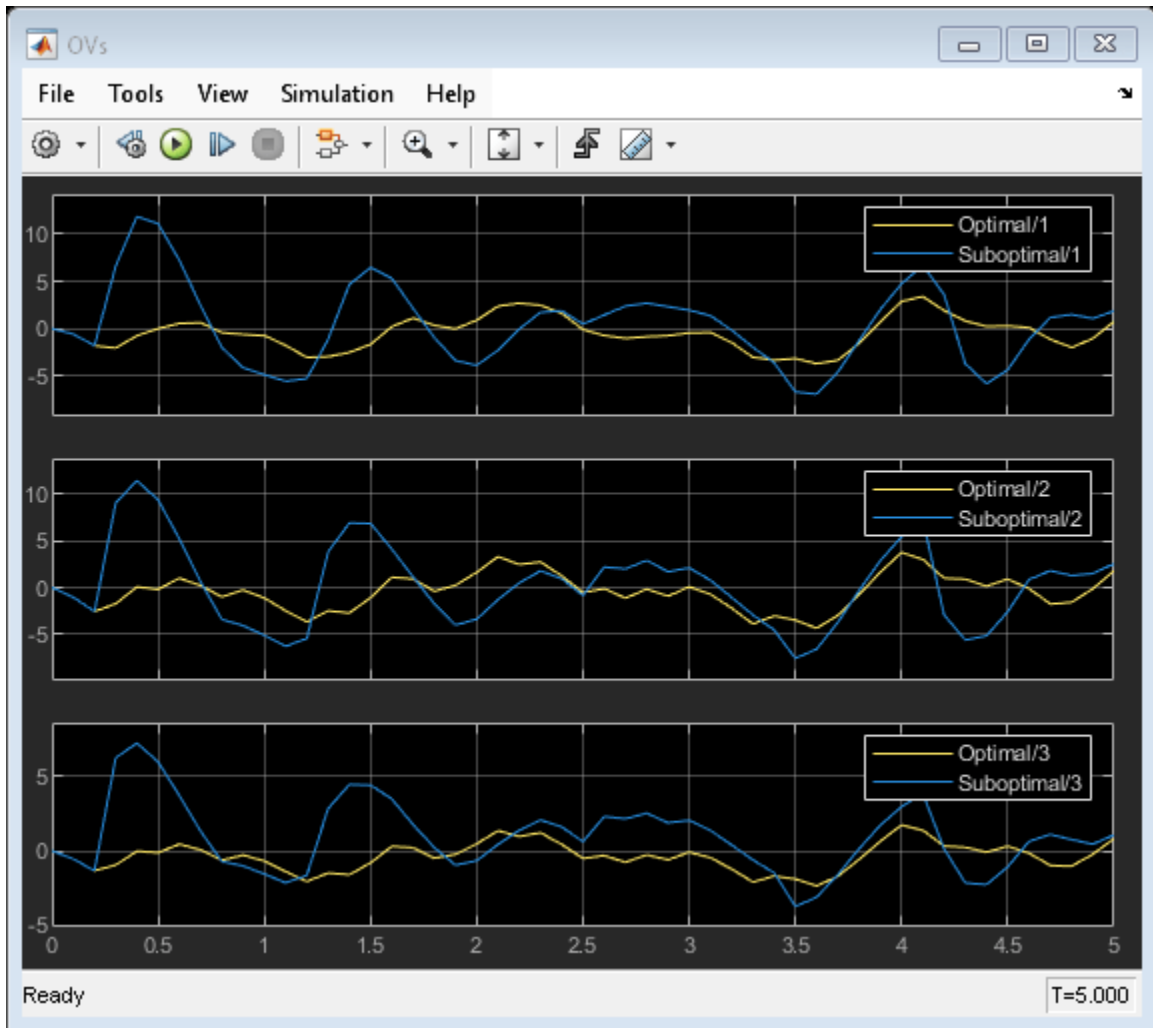 OVs
File Tools View Simulation Help
10
5
0
-5
Optimal/1
Suboptimal/1
10
5
0
-5
Optimal/2
Suboptimal/2
5
0
-5
Optimal/3
Suboptimal/3
0 0.5 1 1.5 2 2.5 3 3.5 4 4.5 5
Ready T=5.000